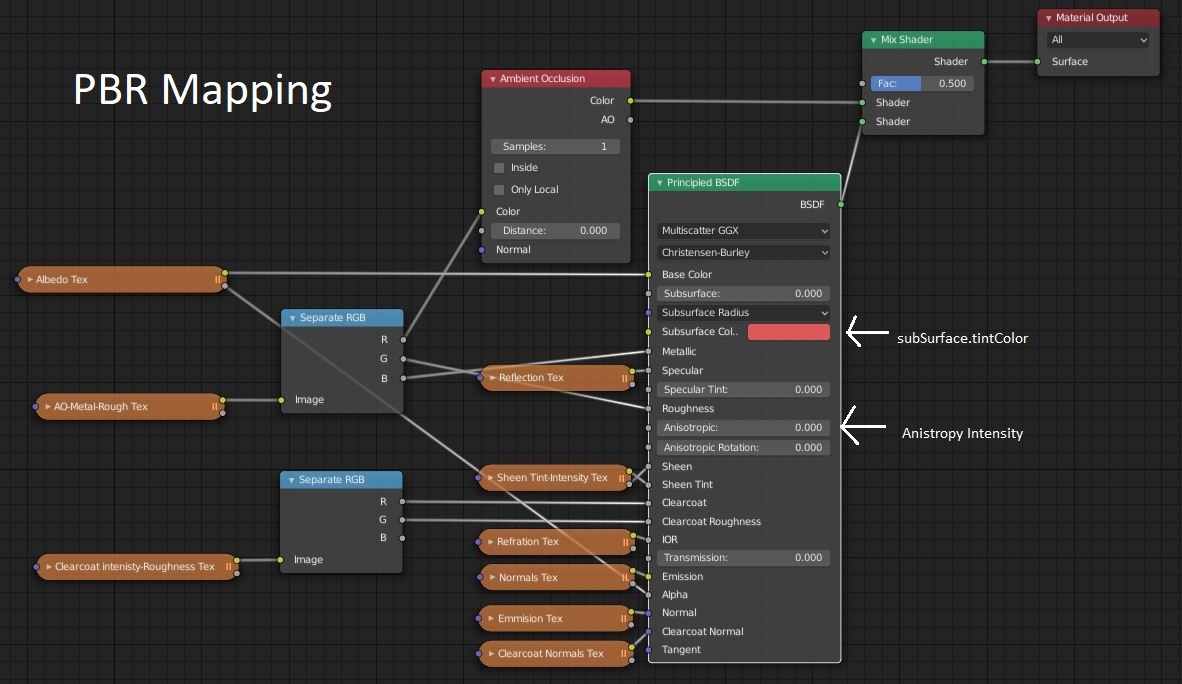 PBR Mapping
Material Output
All
Surface
Mix Shader
Shader
Fac: 0.500
Shader
Shader
Ambient Occlusion
Color
AO
Samples: 1
Inside
Only Local
Color
Distance: 0.000
Normal
Principled BSDF
BSDF
Multiscatter GGX
Christensen-Burley
Base Color
Subsurface: 0.000
Subsurface Radius
Subsurface Col..
Metallic
Specular
Specular Tint: 0.000
Roughness
Anisotropic: 0.000
Anisotropic Rotation: 0.000
Sheen
Sheen Tint
Clearcoat
Clearcoat Roughness
IOR
Transmission: 0.000
Emission
Alpha
Normal
Clearcoat Normal
Tangent
subSurface.tintColor
Anistropy Intensity
Albedo Tex
Separate RGB
R
G
B
Image
AO-Metal-Rough Tex
Reflection Tex
Separate RGB
R
G
B
Image
Clearcoat intenisty-Roughness Tex
Sheen Tint-Intensity Tex
Refration Tex
Normals Tex
Emmision Tex
Clearcoat Normals Tex